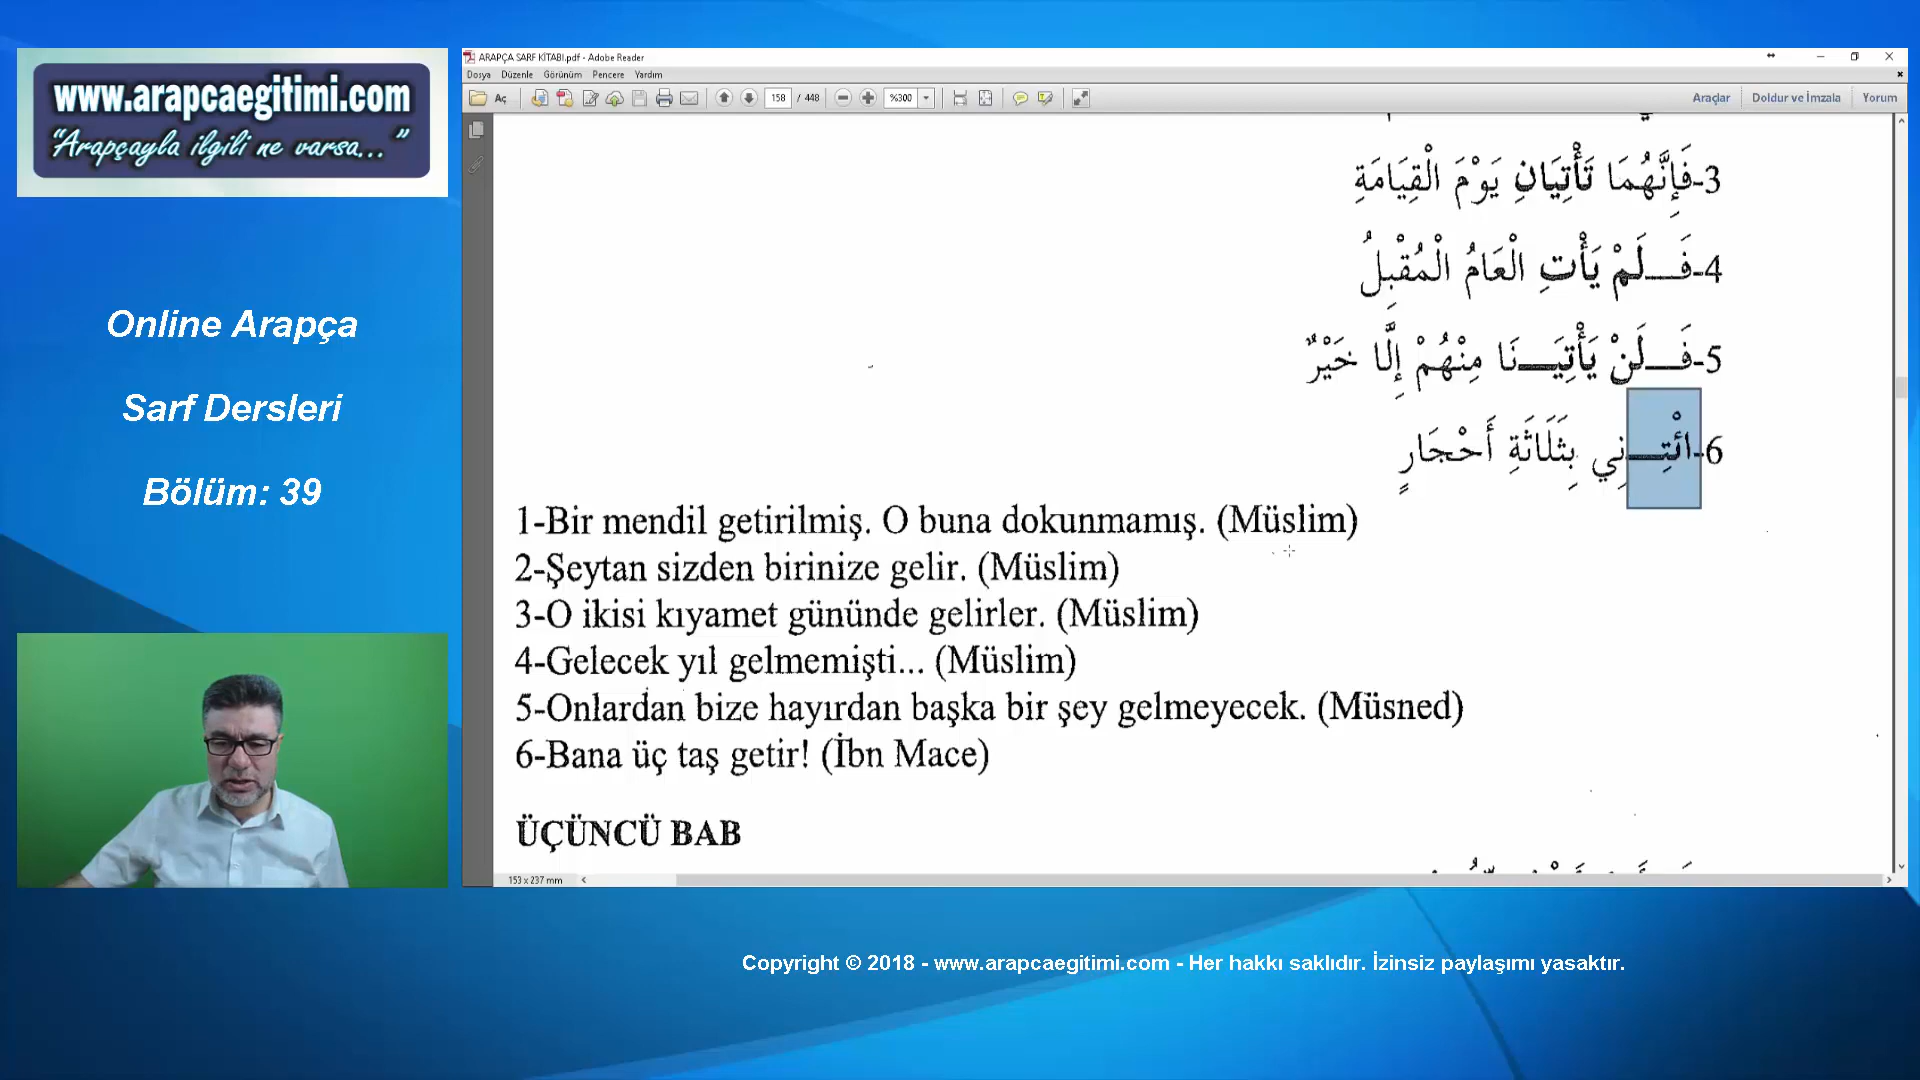 www.arapcaegitimi.com
“Arapçayla ilgili ne varsa...”
Online Arapça
Sarf Dersleri
Bölüm: 39
ARAPÇA SARF KİTABI.pdf - Adobe Reader
Dosya Düzenle Görünüm Pencere Yardım
Aç 158 / 448 %300 Araçlar Doldur ve İmzala Yorum
3-فَإِنَّهُمَا تَأْتِيَانِ يَوْمَ الْقِيَامَةِ
4-فَـــلَمْ يَأْتِ الْعَامُ الْمُقْبِلُ
5-فَـــلَنْ يَأْتِيَـــنَا مِنْهُمْ إِلَّا خَيْرٌ
6-ائْتِـــنِي بِثَلَاثَةِ أَحْجَارٍ
1-Bir mendil getirilmiş. O buna dokunmamış. (Müslim)
2-Şeytan sizden birinize gelir. (Müslim)
3-O ikisi kıyamet gününde gelirler. (Müslim)
4-Gelecek yıl gelmemişti... (Müslim)
5-Onlardan bize hayırdan başka bir şey gelmeyecek. (Müsned)
6-Bana üç taş getir! (İbn Mace)
ÜÇÜNCÜ BAB
153 x 237 mm
Copyright © 2018 - www.arapcaegitimi.com - Her hakkı saklıdır. İzinsiz paylaşımı yasaktır.